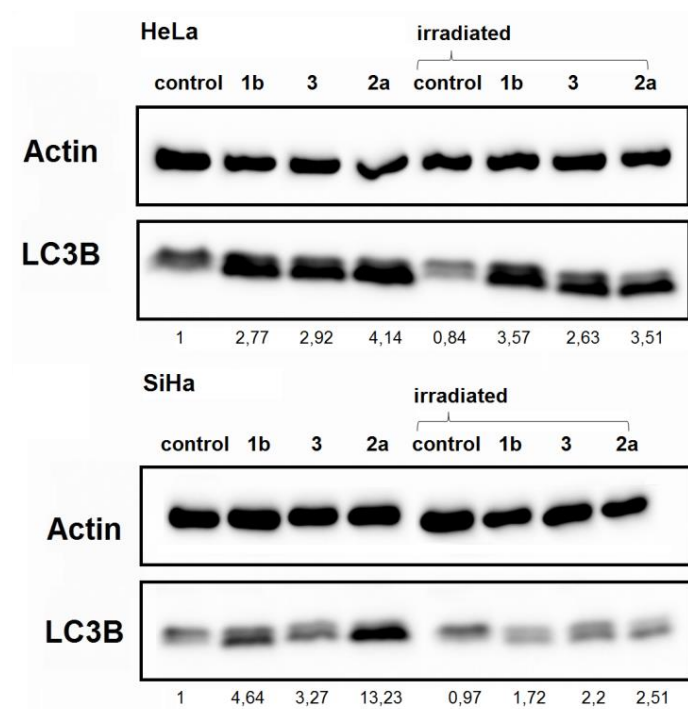 HeLa
irradiated
control 1b 3 2a control 1b 3 2a
Actin
LC3B
1 2,77 2,92 4,14 0,84 3,57 2,63 3,51
SiHa
irradiated
control 1b 3 2a control 1b 3 2a
Actin
LC3B
1 4,64 3,27 13,23 0,97 1,72 2,2 2,51